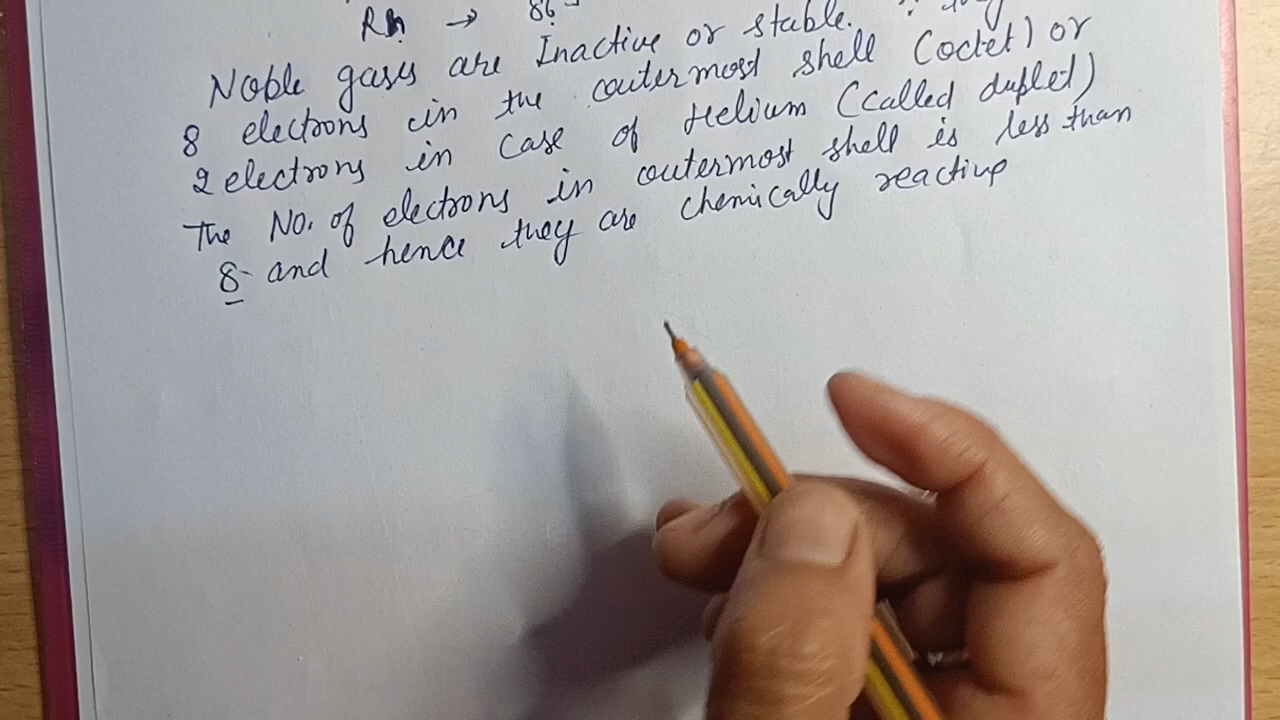 Rn → 86
Noble gases are Inactive or stable. ∵
8 electrons in the outermost shell (octet) or
2 electrons in case of Helium (called duplet)
The No. of electrons in outermost shell is less than
8 and hence they are chemically reactive